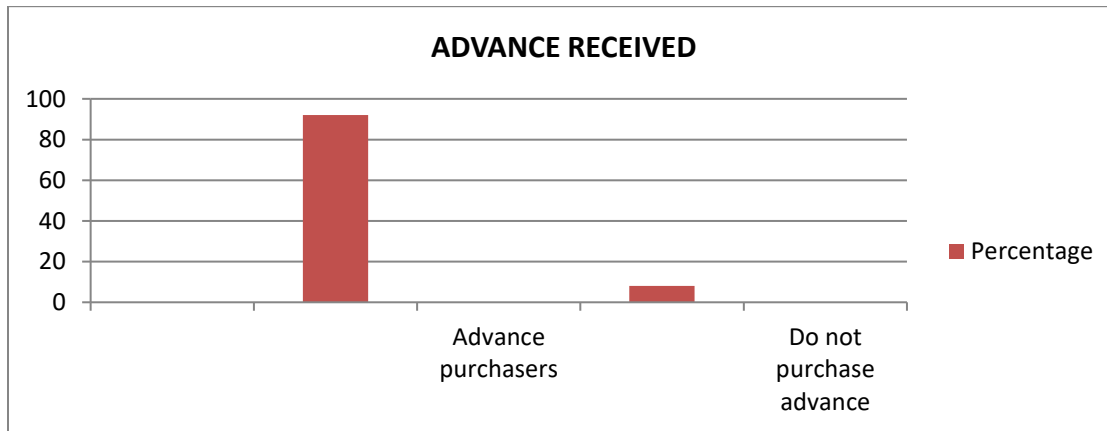 ADVANCE RECEIVED
100
80
60
40
20
0
Advance
purchasers
Do not
purchase
advance
Percentage